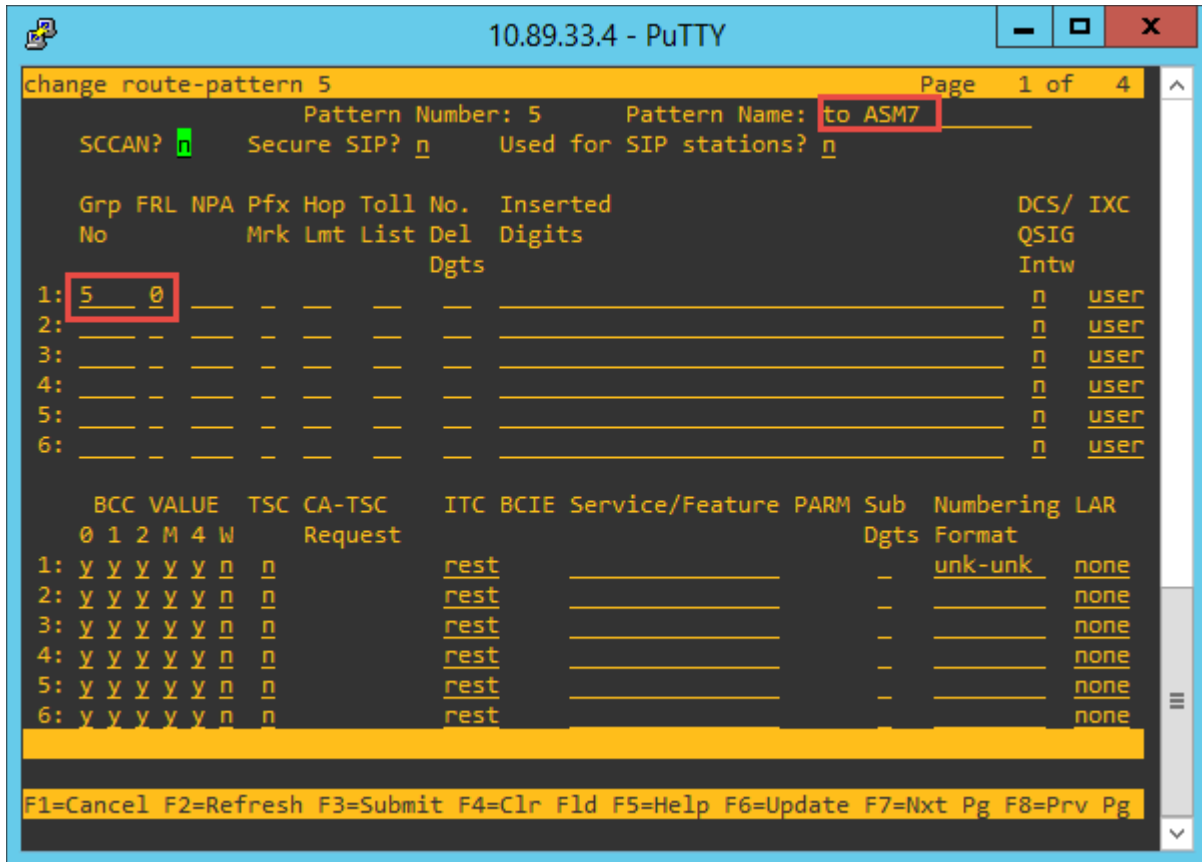 10.89.33.4 - PuTTY
change route-pattern 5 Page 1 of 4
Pattern Number: 5 Pattern Name: to ASM7
SCCAN? n Secure SIP? n Used for SIP stations? n
Grp FRL NPA Pfx Hop Toll No. Inserted DCS/ IXC
No Mrk Lmt List Del Digits QSIG
Dgts Intw
1: 5 0 n user
2: n user
3: n user
4: n user
5: n user
6: n user
BCC VALUE TSC CA-TSC ITC BCIE Service/Feature PARM Sub Numbering LAR
0 1 2 M 4 W Request Dgts Format
1: y y y y y n n rest unk-unk none
2: y y y y y n n rest none
3: y y y y y n n rest none
4: y y y y y n n rest none
5: y y y y y n n rest none
6: y y y y y n n rest none
F1=Cancel F2=Refresh F3=Submit F4=Clr Fld F5=Help F6=Update F7=Nxt Pg F8=Prv Pg